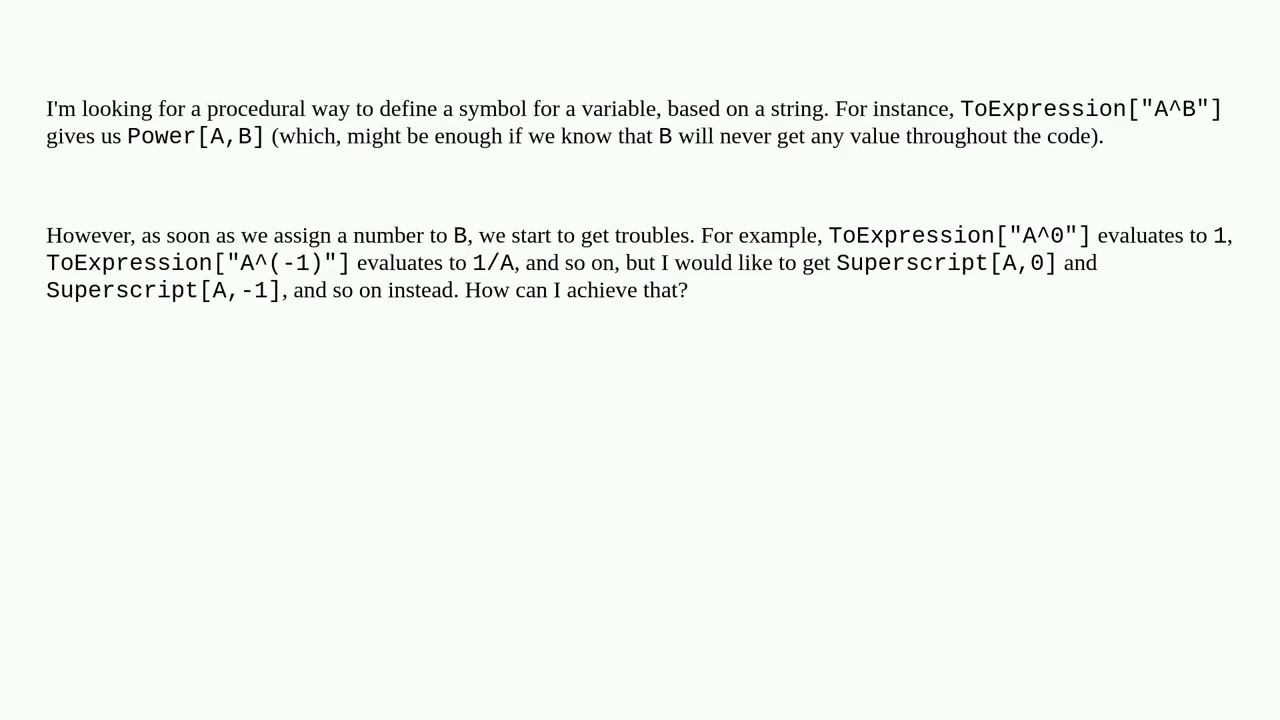 I'm looking for a procedural way to define a symbol for a variable, based on a string. For instance, ToExpression["A^B"]
gives us Power[A,B] (which, might be enough if we know that B will never get any value throughout the code).
However, as soon as we assign a number to B, we start to get troubles. For example, ToExpression["A^0"] evaluates to 1,
ToExpression["A^(-1)"] evaluates to 1/A, and so on, but I would like to get Superscript[A,0] and
Superscript[A,-1], and so on instead. How can I achieve that?